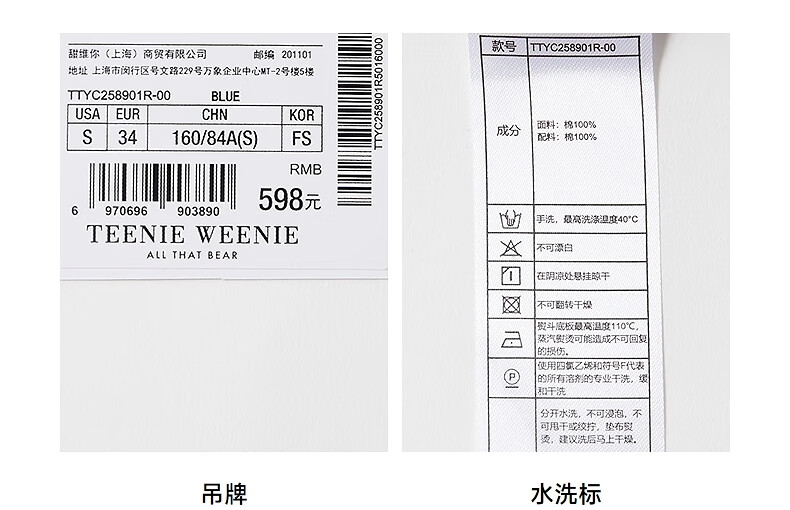 甜维你（上海）商贸有限公司 邮编 201101
地址 上海市闵行区号文路229号万象企业中心MT-2号楼5楼
TTYC258901R-00 BLUE
USA EUR CHN KOR
S 34 160/84A(S) FS
RMB
598元
6 970696 903890
TEENIE WEENIE
ALL THAT BEAR
TTYC258901R5016000
吊牌
款号 TTYC258901R-00
成分
面料：棉100%
配料：棉100%
手洗，最高洗涤温度40°C
不可漂白
在阴凉处悬挂晾干
不可翻转干燥
熨斗底板最高温度110℃，
蒸汽熨烫可能造成不可回复
的损伤。
P
使用四氯乙烯和符号F代表
的所有溶剂的专业干洗，缓
和干洗
分开水洗，不可浸泡，不
可甩干或绞拧，垫布熨
烫，建议洗后马上干燥。
水洗标